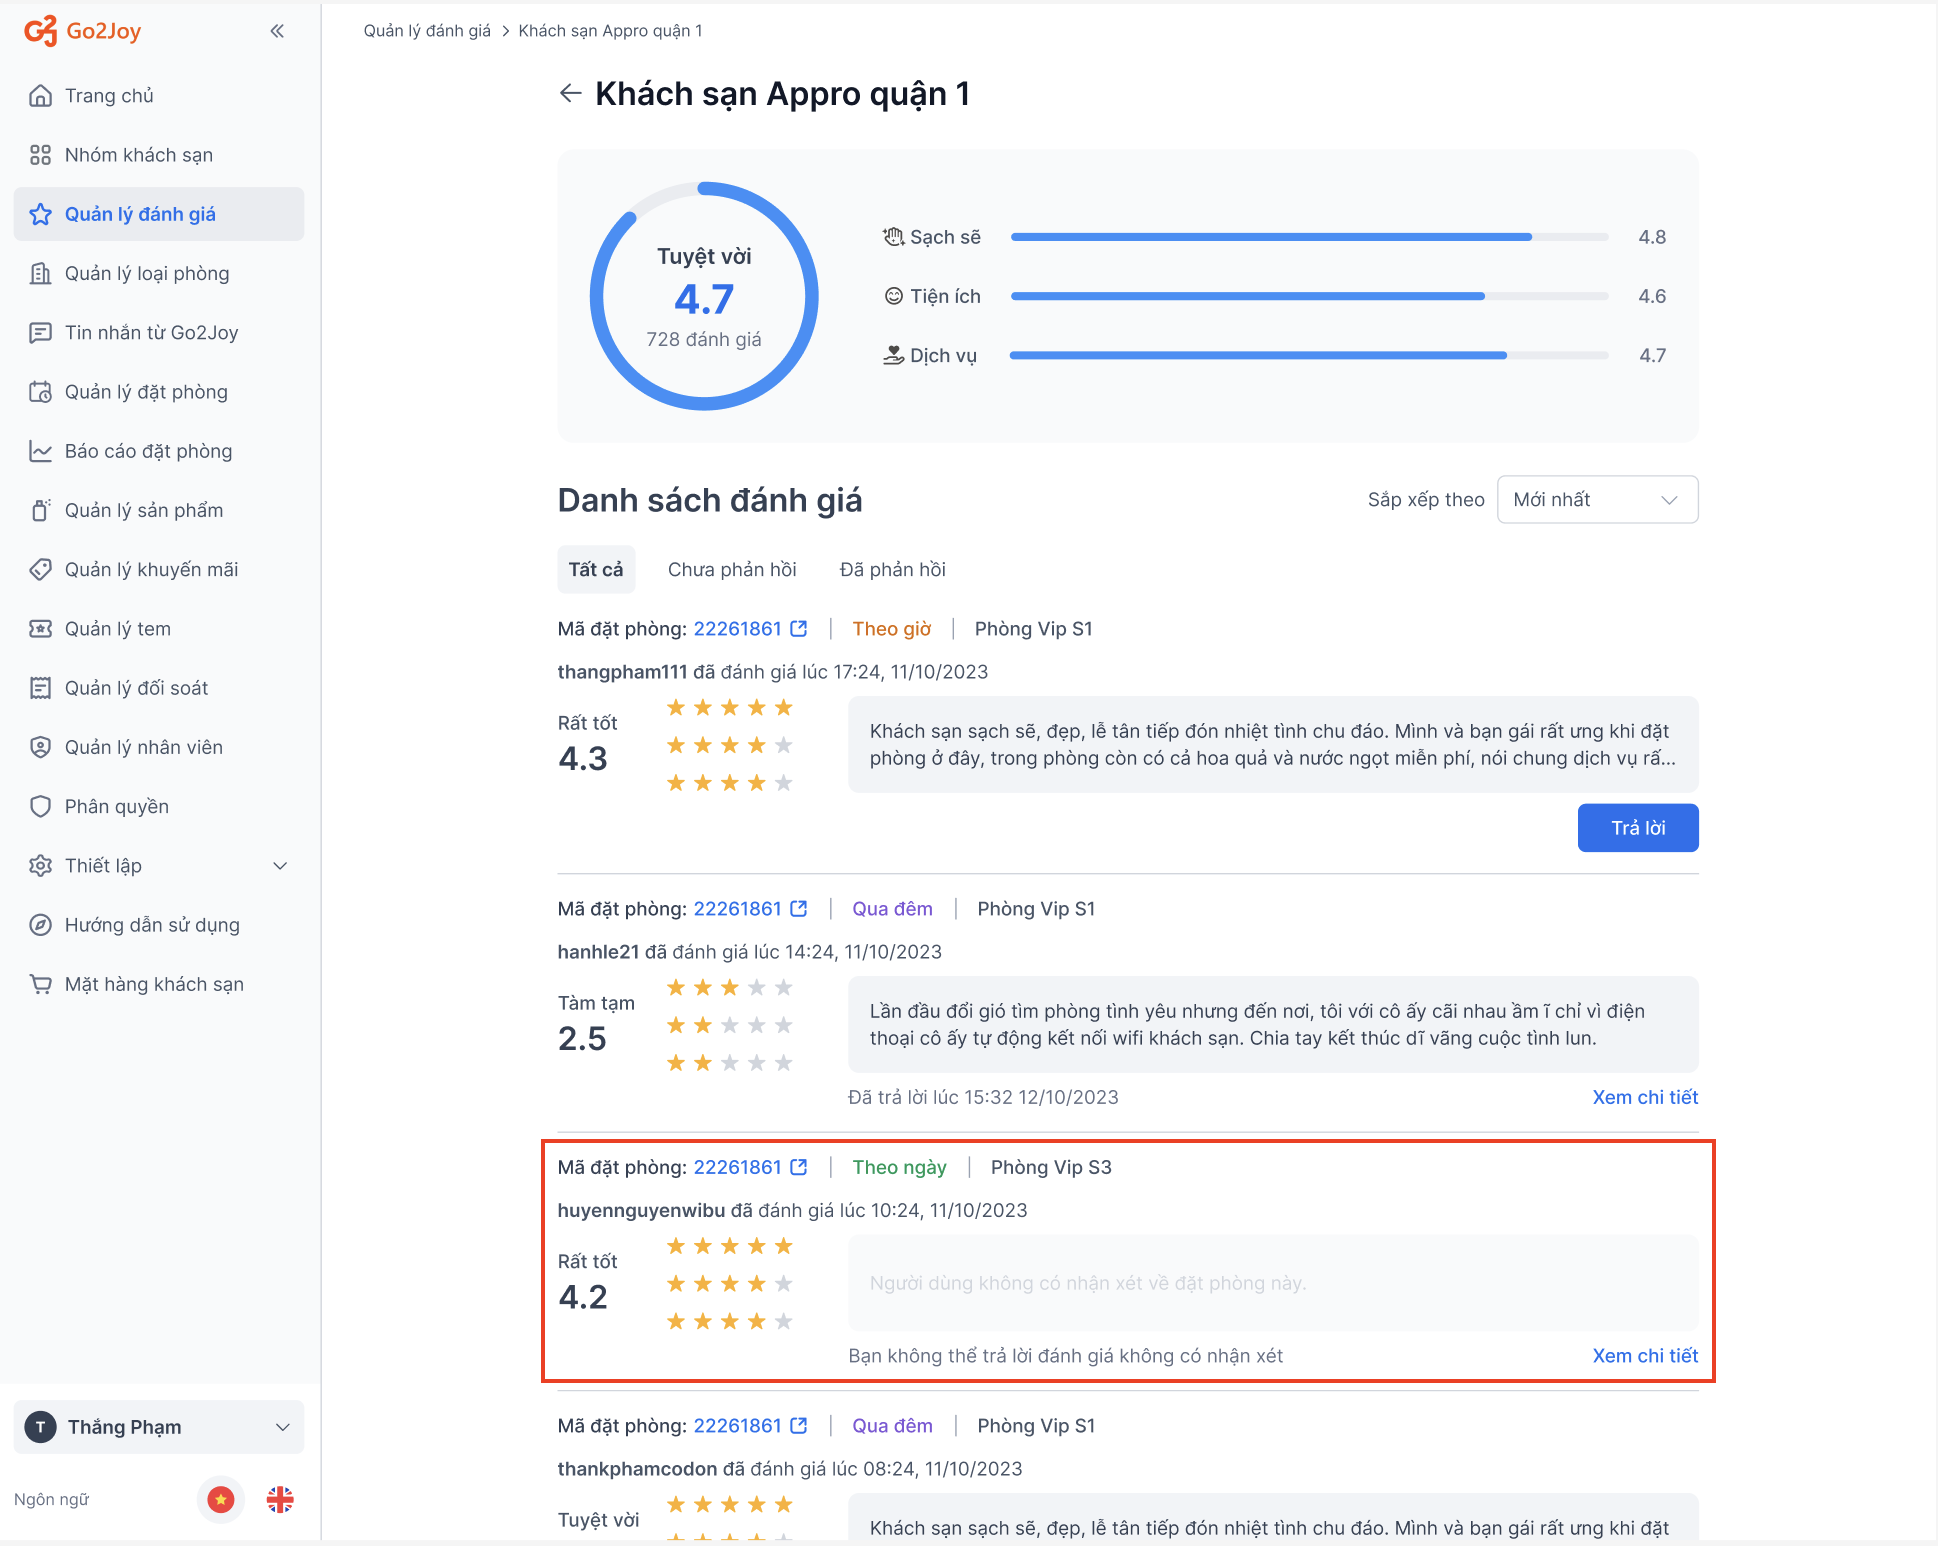 Go2Joy
Trang chủ
Nhóm khách sạn
Quản lý đánh giá
Quản lý loại phòng
Tin nhắn từ Go2Joy
Quản lý đặt phòng
Báo cáo đặt phòng
Quản lý sản phẩm
Quản lý khuyến mãi
Quản lý tem
Quản lý đối soát
Quản lý nhân viên
Phân quyền
Thiết lập
Hướng dẫn sử dụng
Mặt hàng khách sạn
T Thắng Phạm
Ngôn ngữ
Quản lý đánh giá > Khách sạn Appro quận 1
Khách sạn Appro quận 1
Tuyệt vời
4.7
728 đánh giá
Sạch sẽ 4.8
Tiện ích 4.6
Dịch vụ 4.7
Danh sách đánh giá
Sắp xếp theo Mới nhất
Tất cả Chưa phản hồi Đã phản hồi
Mã đặt phòng: 22261861 | Theo giờ | Phòng Vip S1
thangpham111 đã đánh giá lúc 17:24, 11/10/2023
Rất tốt
4.3
Khách sạn sạch sẽ, đẹp, lễ tân tiếp đón nhiệt tình chu đáo. Mình và bạn gái rất ưng khi đặt
phòng ở đây, trong phòng còn có cả hoa quả và nước ngọt miễn phí, nói chung dịch vụ rấ...
Trả lời
Mã đặt phòng: 22261861 | Qua đêm | Phòng Vip S1
hanhle21 đã đánh giá lúc 14:24, 11/10/2023
Tàm tạm
2.5
Lần đầu đổi gió tìm phòng tình yêu nhưng đến nơi, tôi với cô ấy cãi nhau ầm ĩ chỉ vì điện
thoại cô ấy tự động kết nối wifi khách sạn. Chia tay kết thúc dĩ vãng cuộc tình lun.
Đã trả lời lúc 15:32 12/10/2023
Xem chi tiết
Mã đặt phòng: 22261861 | Theo ngày | Phòng Vip S3
huyennguyenwibu đã đánh giá lúc 10:24, 11/10/2023
Rất tốt
4.2
Người dùng không có nhận xét về đặt phòng này.
Bạn không thể trả lời đánh giá không có nhận xét
Xem chi tiết
Mã đặt phòng: 22261861 | Qua đêm | Phòng Vip S1
thankphamcodon đã đánh giá lúc 08:24, 11/10/2023
Tuyệt vời
Khách sạn sạch sẽ, đẹp, lễ tân tiếp đón nhiệt tình chu đáo. Mình và bạn gái rất ưng khi đặt